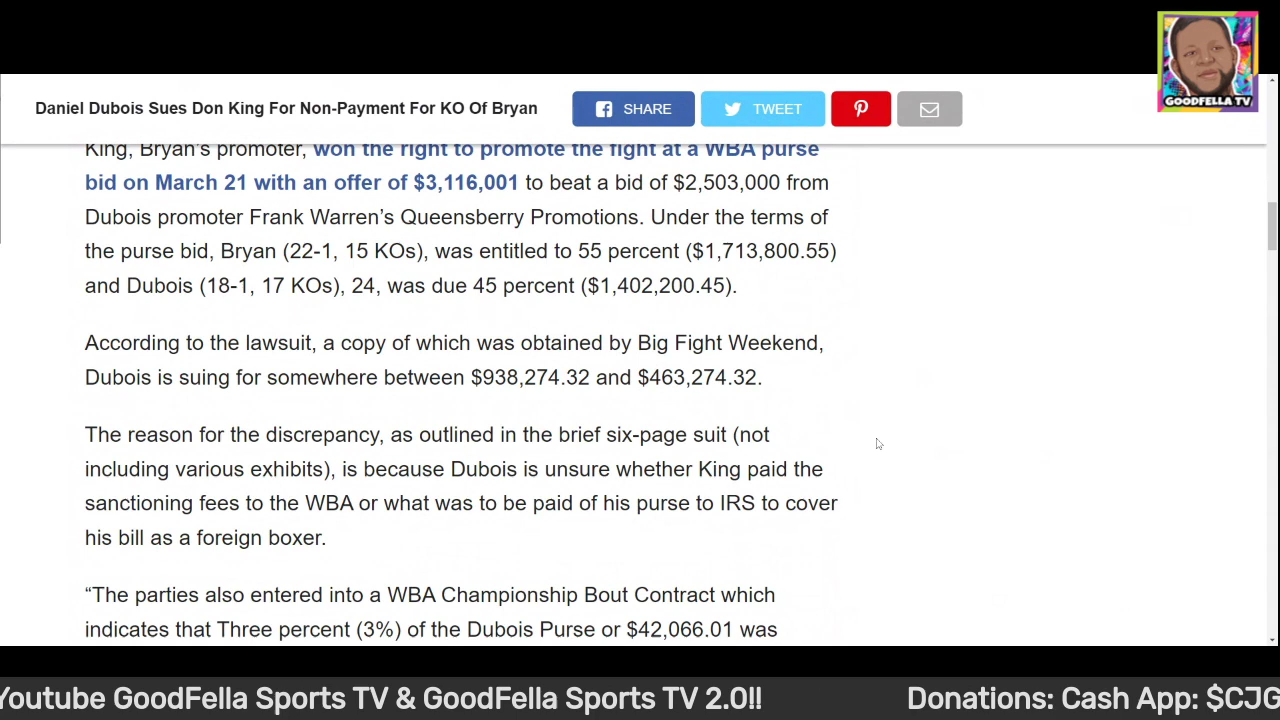 GOODFELLA TV
Daniel Dubois Sues Don King For Non-Payment For KO Of Bryan
SHARE
TWEET
King, Bryan's promoter, won the right to promote the fight at a WBA purse
bid on March 21 with an offer of $3,116,001 to beat a bid of $2,503,000 from
Dubois promoter Frank Warren's Queensberry Promotions. Under the terms of
the purse bid, Bryan (22-1, 15 KOs), was entitled to 55 percent ($1,713,800.55)
and Dubois (18-1, 17 KOs), 24, was due 45 percent ($1,402,200.45).
According to the lawsuit, a copy of which was obtained by Big Fight Weekend,
Dubois is suing for somewhere between $938,274.32 and $463,274.32.
The reason for the discrepancy, as outlined in the brief six-page suit (not
including various exhibits), is because Dubois is unsure whether King paid the
sanctioning fees to the WBA or what was to be paid of his purse to IRS to cover
his bill as a foreign boxer.
“The parties also entered into a WBA Championship Bout Contract which
indicates that Three percent (3%) of the Dubois Purse or $42,066.01 was
Youtube GoodFella Sports TV & GoodFella Sports TV 2.0!! Donations: Cash App: $CJG